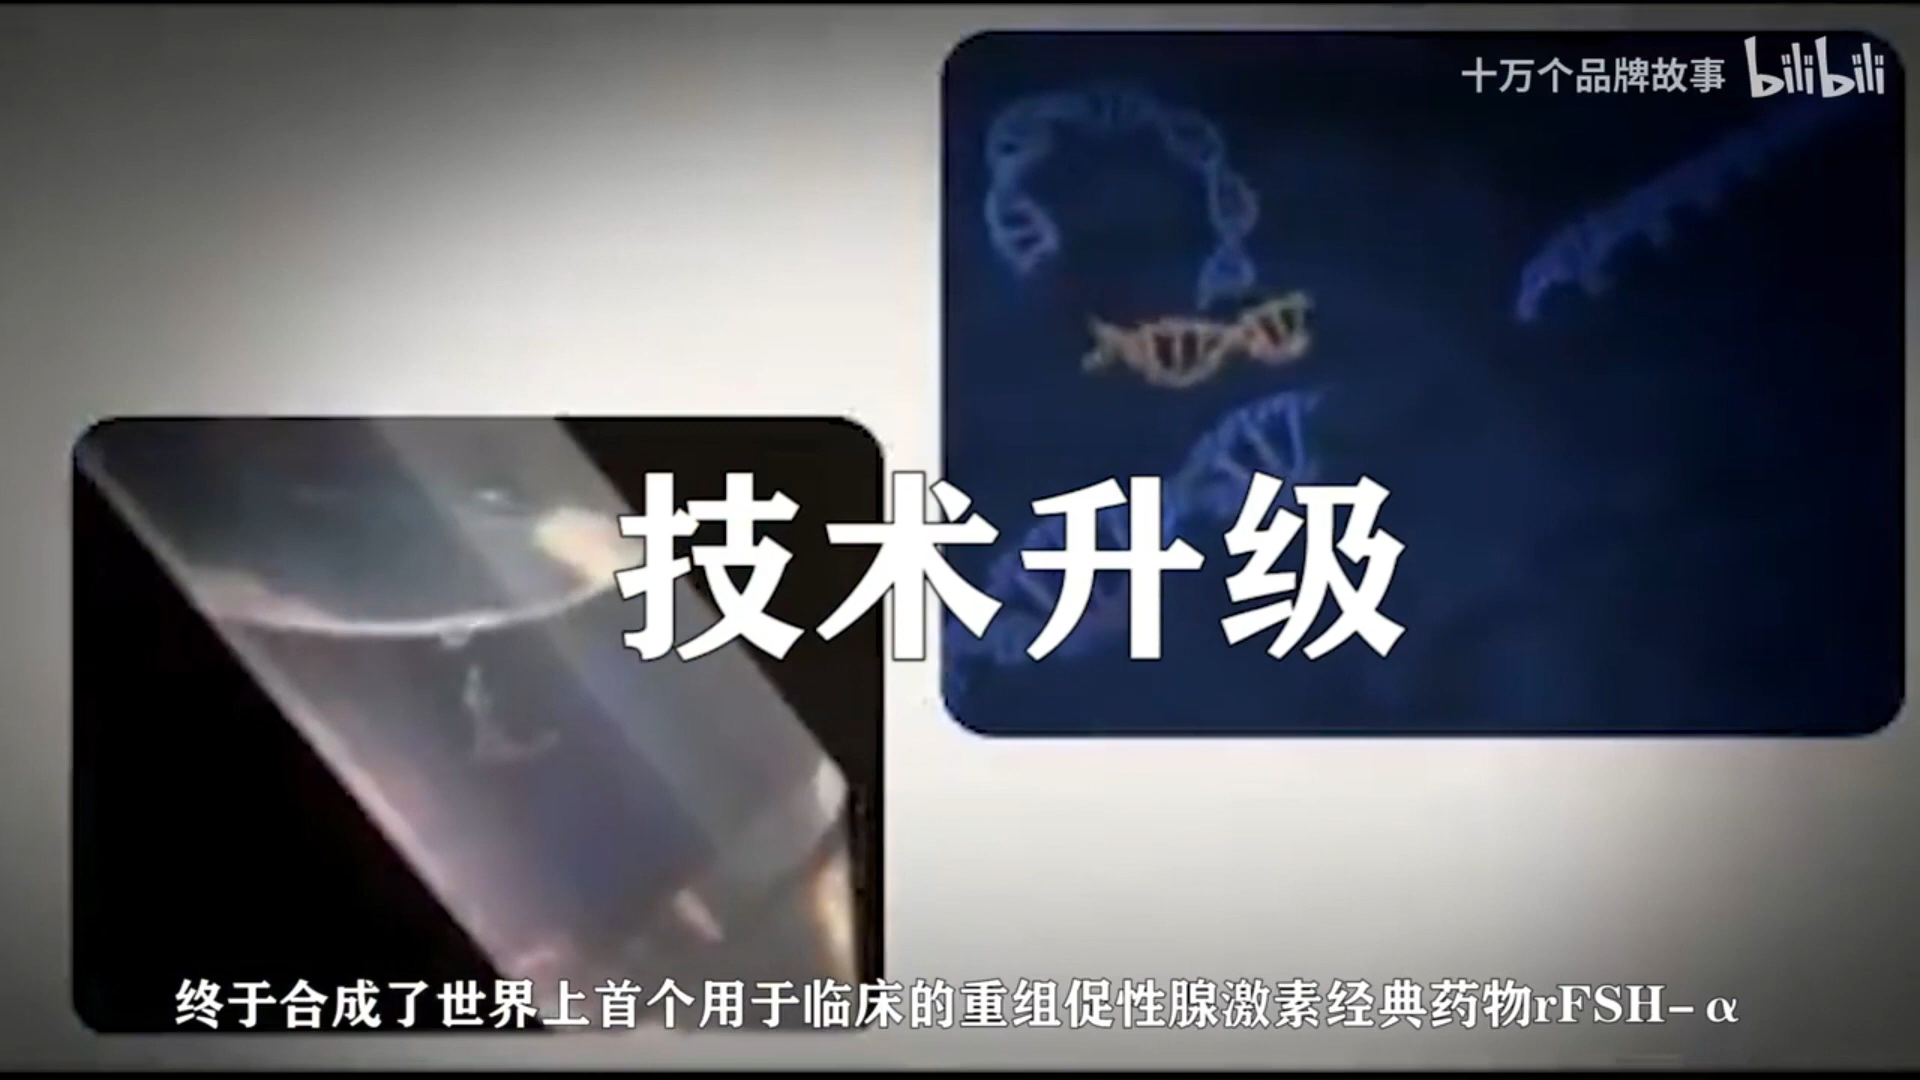 十万个品牌故事 bilibili
技术升级
终于合成了世界上首个用于临床的重组促性腺激素经典药物rFSH-α